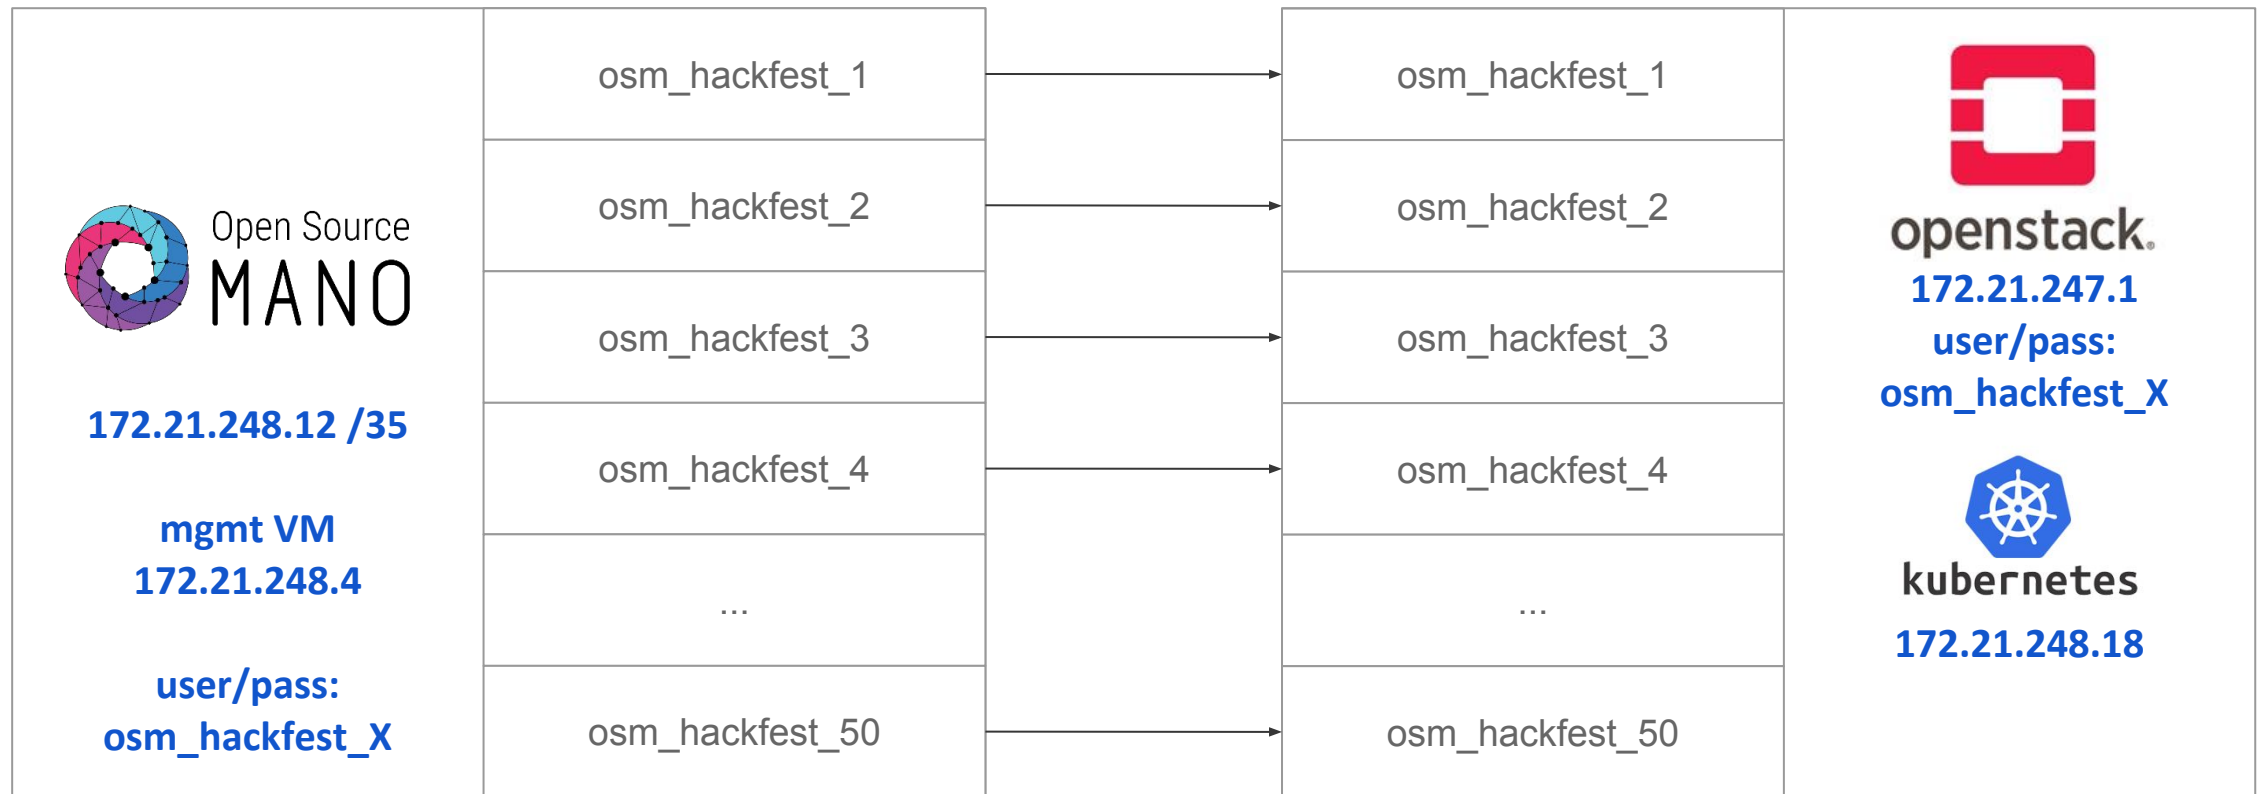 Open Source
MANO
172.21.248.12 /35
mgmt VM
172.21.248.4
user/pass:
osm_hackfest_X
osm_hackfest_1
osm_hackfest_2
osm_hackfest_3
osm_hackfest_4
...
osm_hackfest_50
osm_hackfest_1
osm_hackfest_2
osm_hackfest_3
osm_hackfest_4
...
osm_hackfest_50
openstack.
172.21.247.1
user/pass:
osm_hackfest_X
kubernetes
172.21.248.18